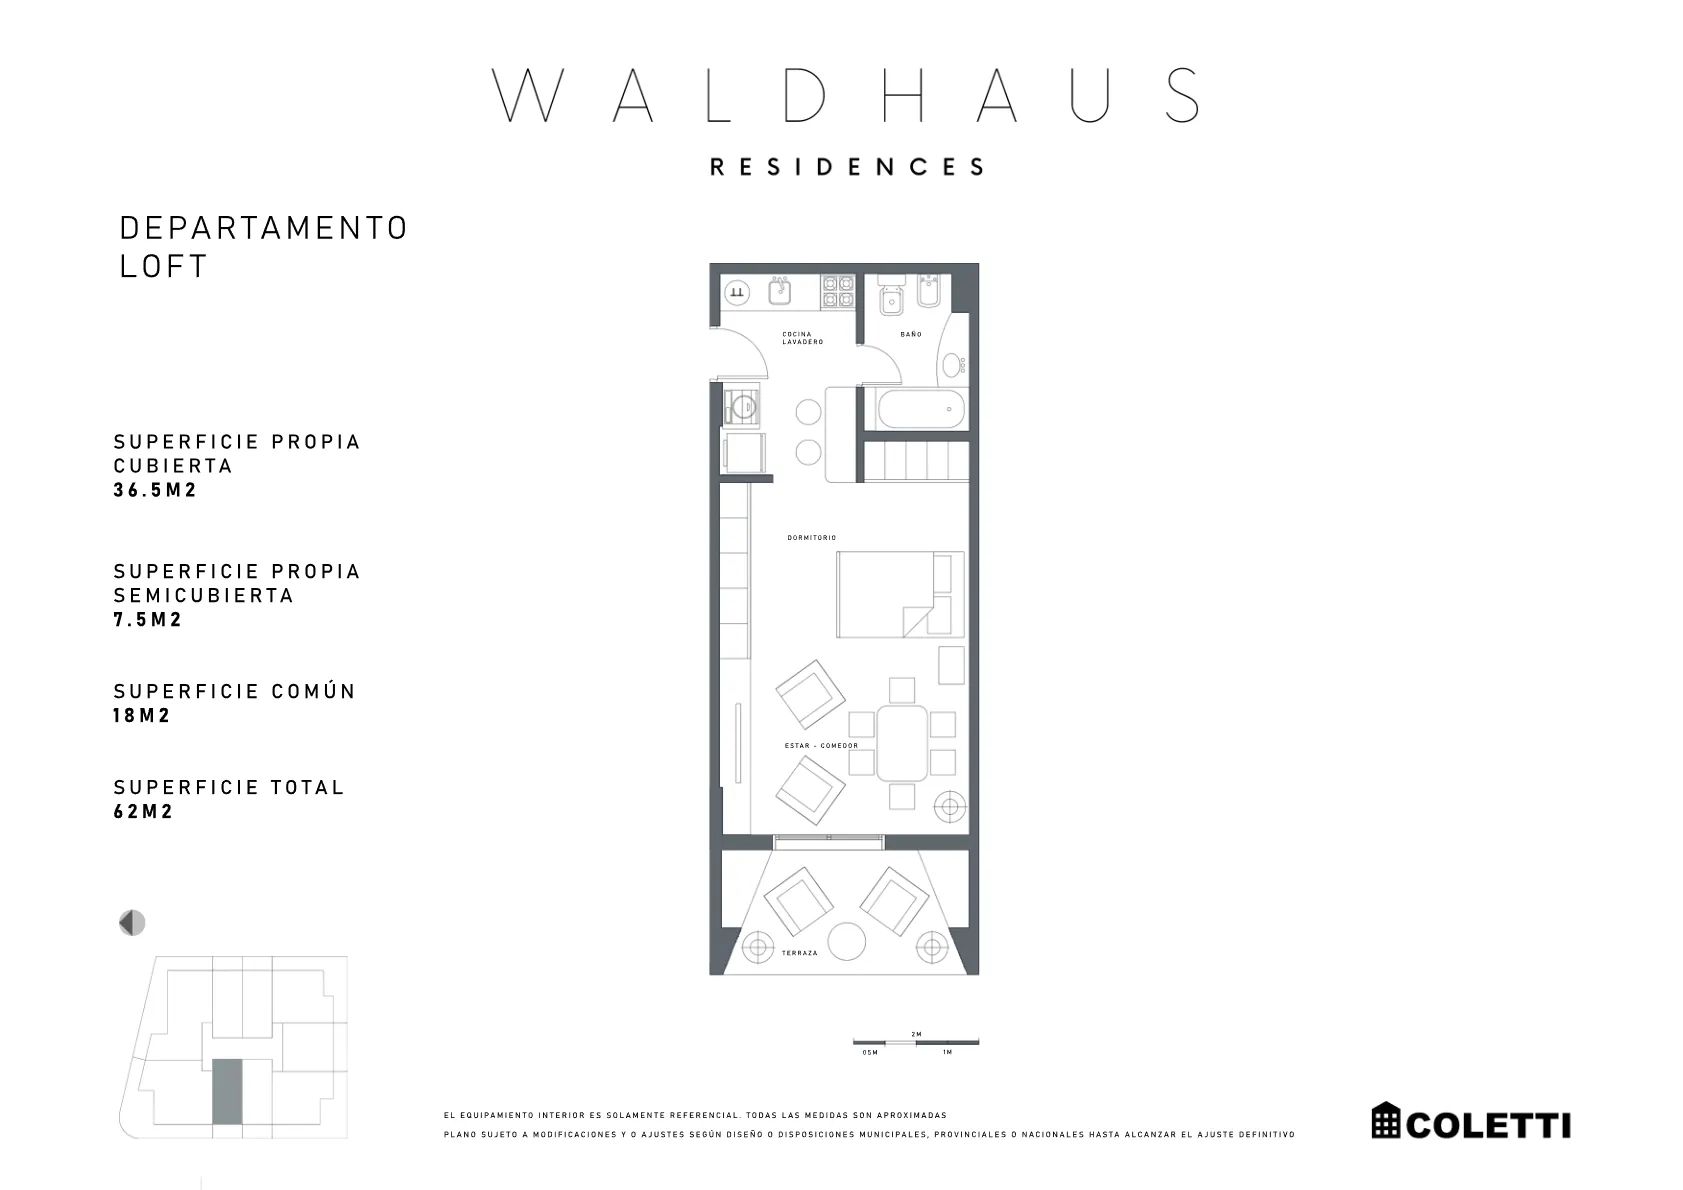 WALDHAUS
RESIDENCES
DEPARTAMENTO
LOFT
SUPERFICIE PROPIA
CUBIERTA
36.5M2
SUPERFICIE PROPIA
SEMICUBIERTA
7.5M2
SUPERFICIE COMÚN
18M2
SUPERFICIE TOTAL
62M2
COCINA
LAVADERO
BAÑO
DORMITORIO
ESTAR - COMEDOR
TERRAZA
2M
05M
1M
EL EQUIPAMIENTO INTERIOR ES SOLAMENTE REFERENCIAL. TODAS LAS MEDIDAS SON APROXIMADAS
PLANO SUJETO A MODIFICACIONES Y O AJUSTES SEGÚN DISEÑO O DISPOSICIONES MUNICIPALES, PROVINCIALES O NACIONALES HASTA ALCANZAR EL AJUSTE DEFINITIVO
COLETTI